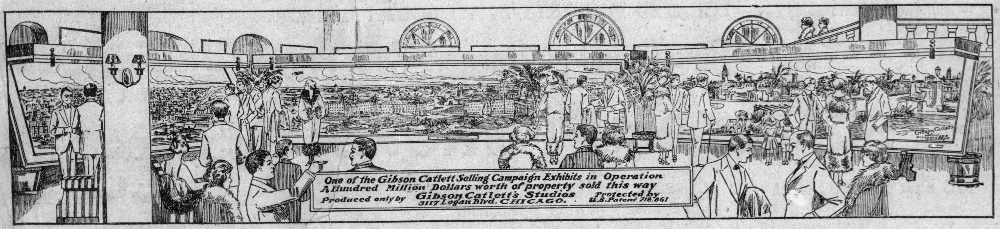 Gibson Catlett's
Studios
One of the Gibson Catlett Selling Campaign Exhibits in Operation
A Hundred Million Dollars worth of property sold this way
Produced only by Gibson Catlett's Studios Protected by
3117 Logan Blvd. CHICAGO. U.S. Patent 718,861